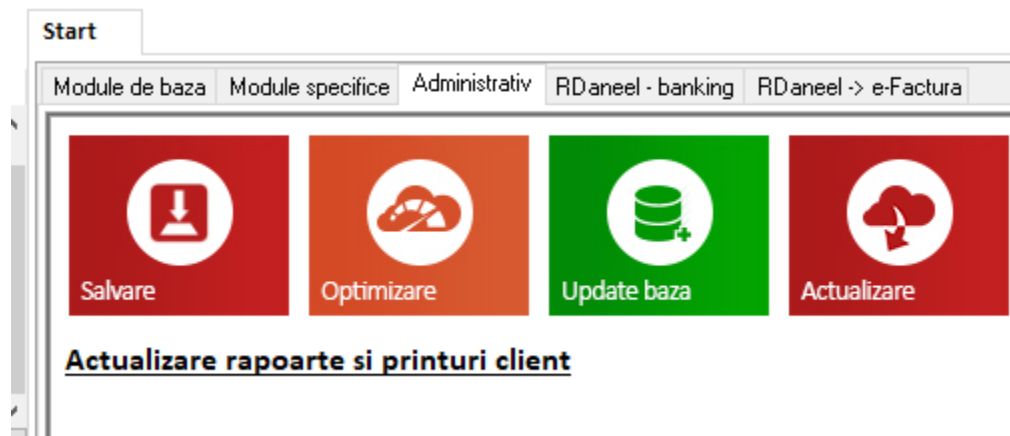 Start
Module de baza Module specifice Administrativ RDaneel - banking RDaneel -> e-Factura
Salvare Optimizare Update baza Actualizare
Actualizare rapoarte si printuri client